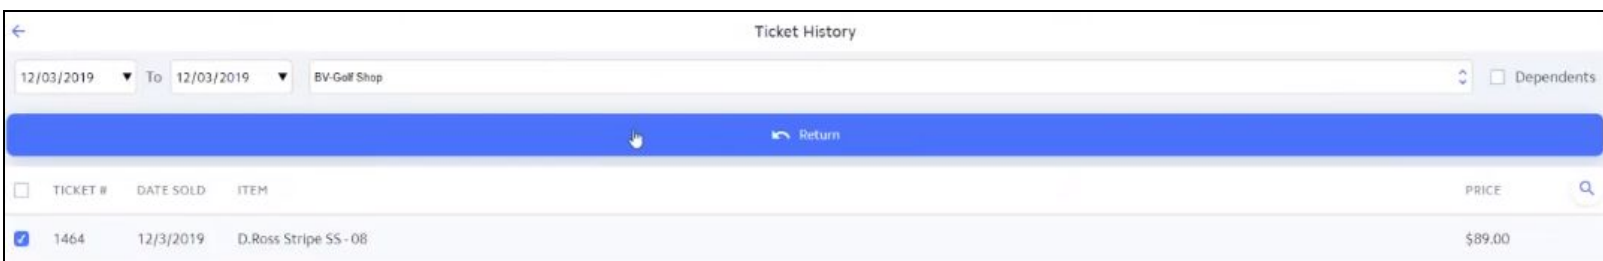 Ticket History
12/03/2019 To 12/03/2019 BV-Golf Shop Dependents
Return
TICKET # DATE SOLD ITEM PRICE
1464 12/3/2019 D.Ross Stripe SS - 08 $89.00